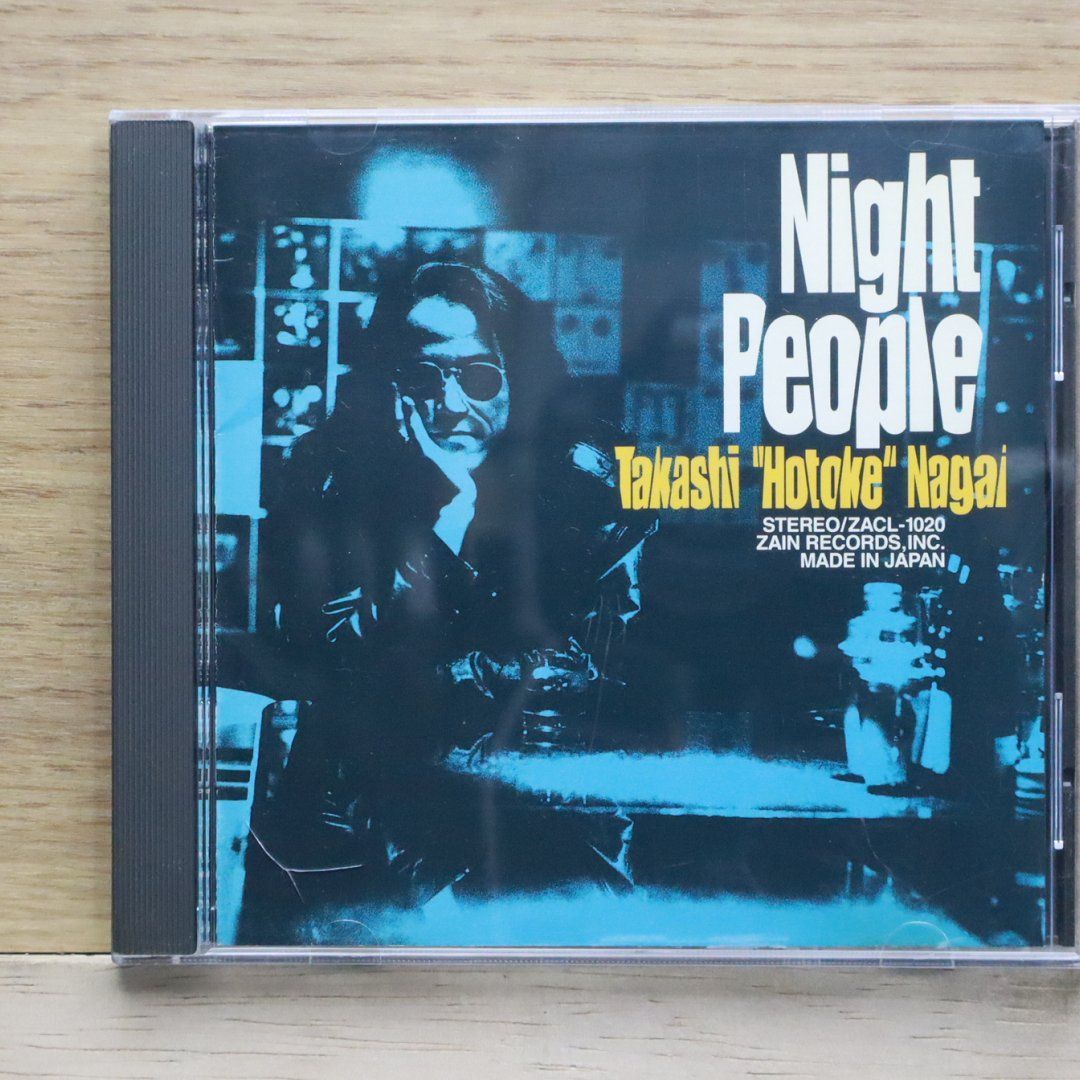 Night
People
Takashi "Hotoke" Nagai
STEREO/ZACL-1020
ZAIN RECORDS,INC.
MADE IN JAPAN